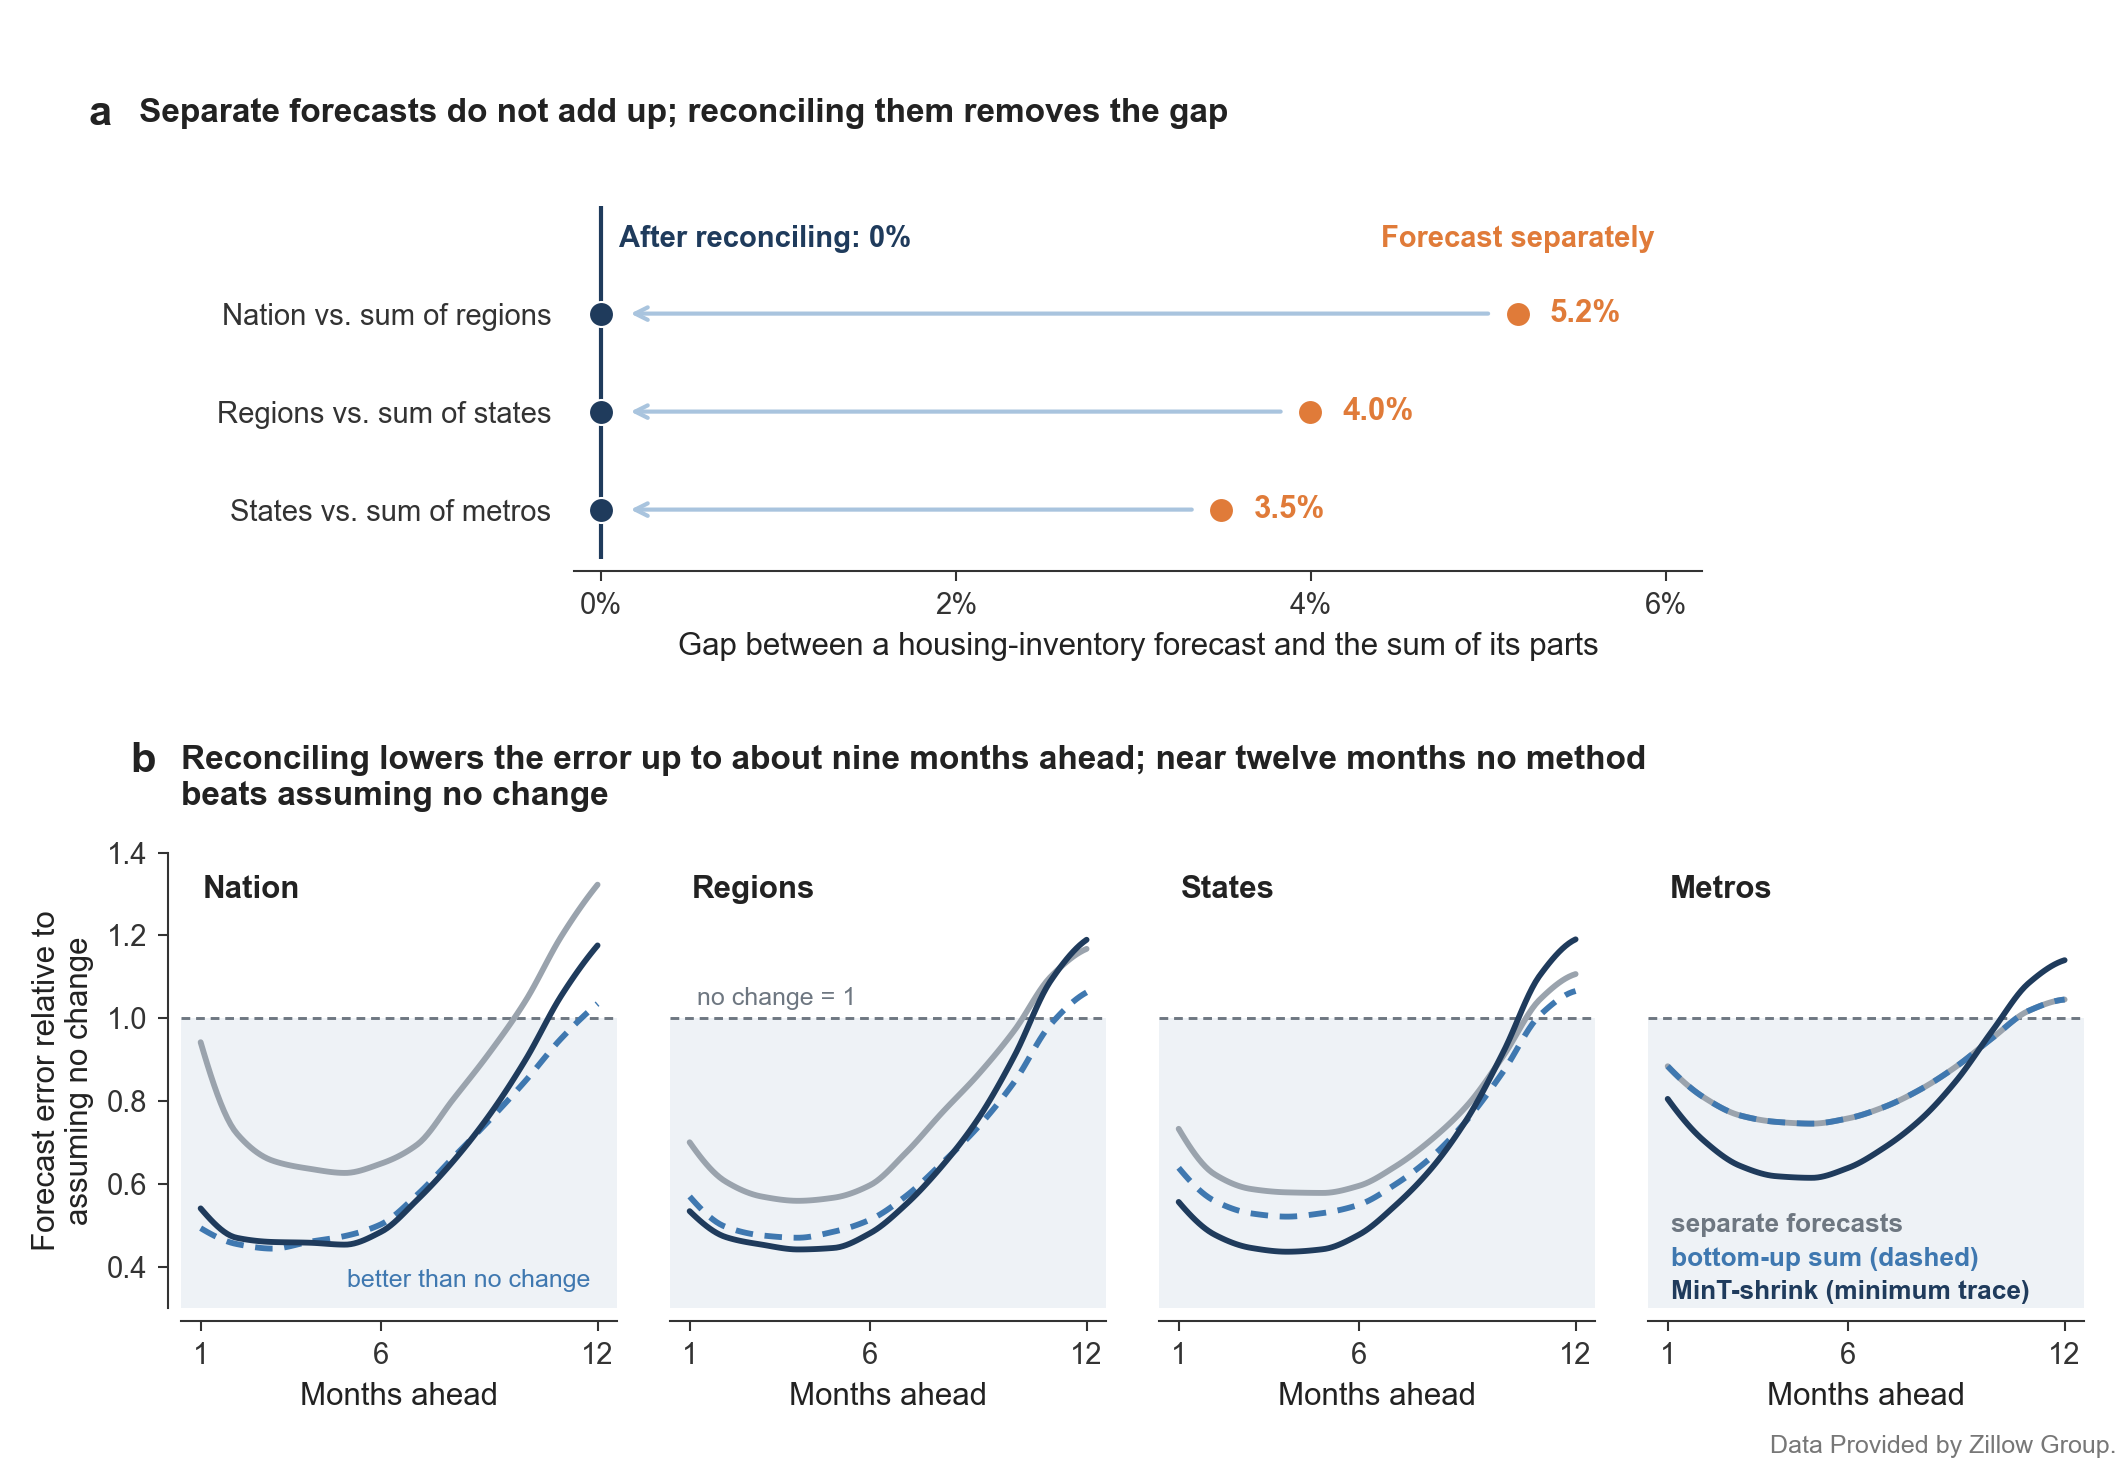 a Separate forecasts do not add up; reconciling them removes the gap
After reconciling: 0%
Forecast separately
Nation vs. sum of regions
5.2%
Regions vs. sum of states
4.0%
States vs. sum of metros
3.5%
0% 2% 4% 6%
Gap between a housing-inventory forecast and the sum of its parts
b Reconciling lowers the error up to about nine months ahead; near twelve months no method
beats assuming no change
Forecast error relative to
assuming no change
1.4
1.2
1.0
0.8
0.6
0.4
Nation
better than no change
1 6 12
Months ahead
Regions
no change = 1
1 6 12
Months ahead
States
1 6 12
Months ahead
Metros
separate forecasts
bottom-up sum (dashed)
MinT-shrink (minimum trace)
1 6 12
Months ahead
Data Provided by Zillow Group.